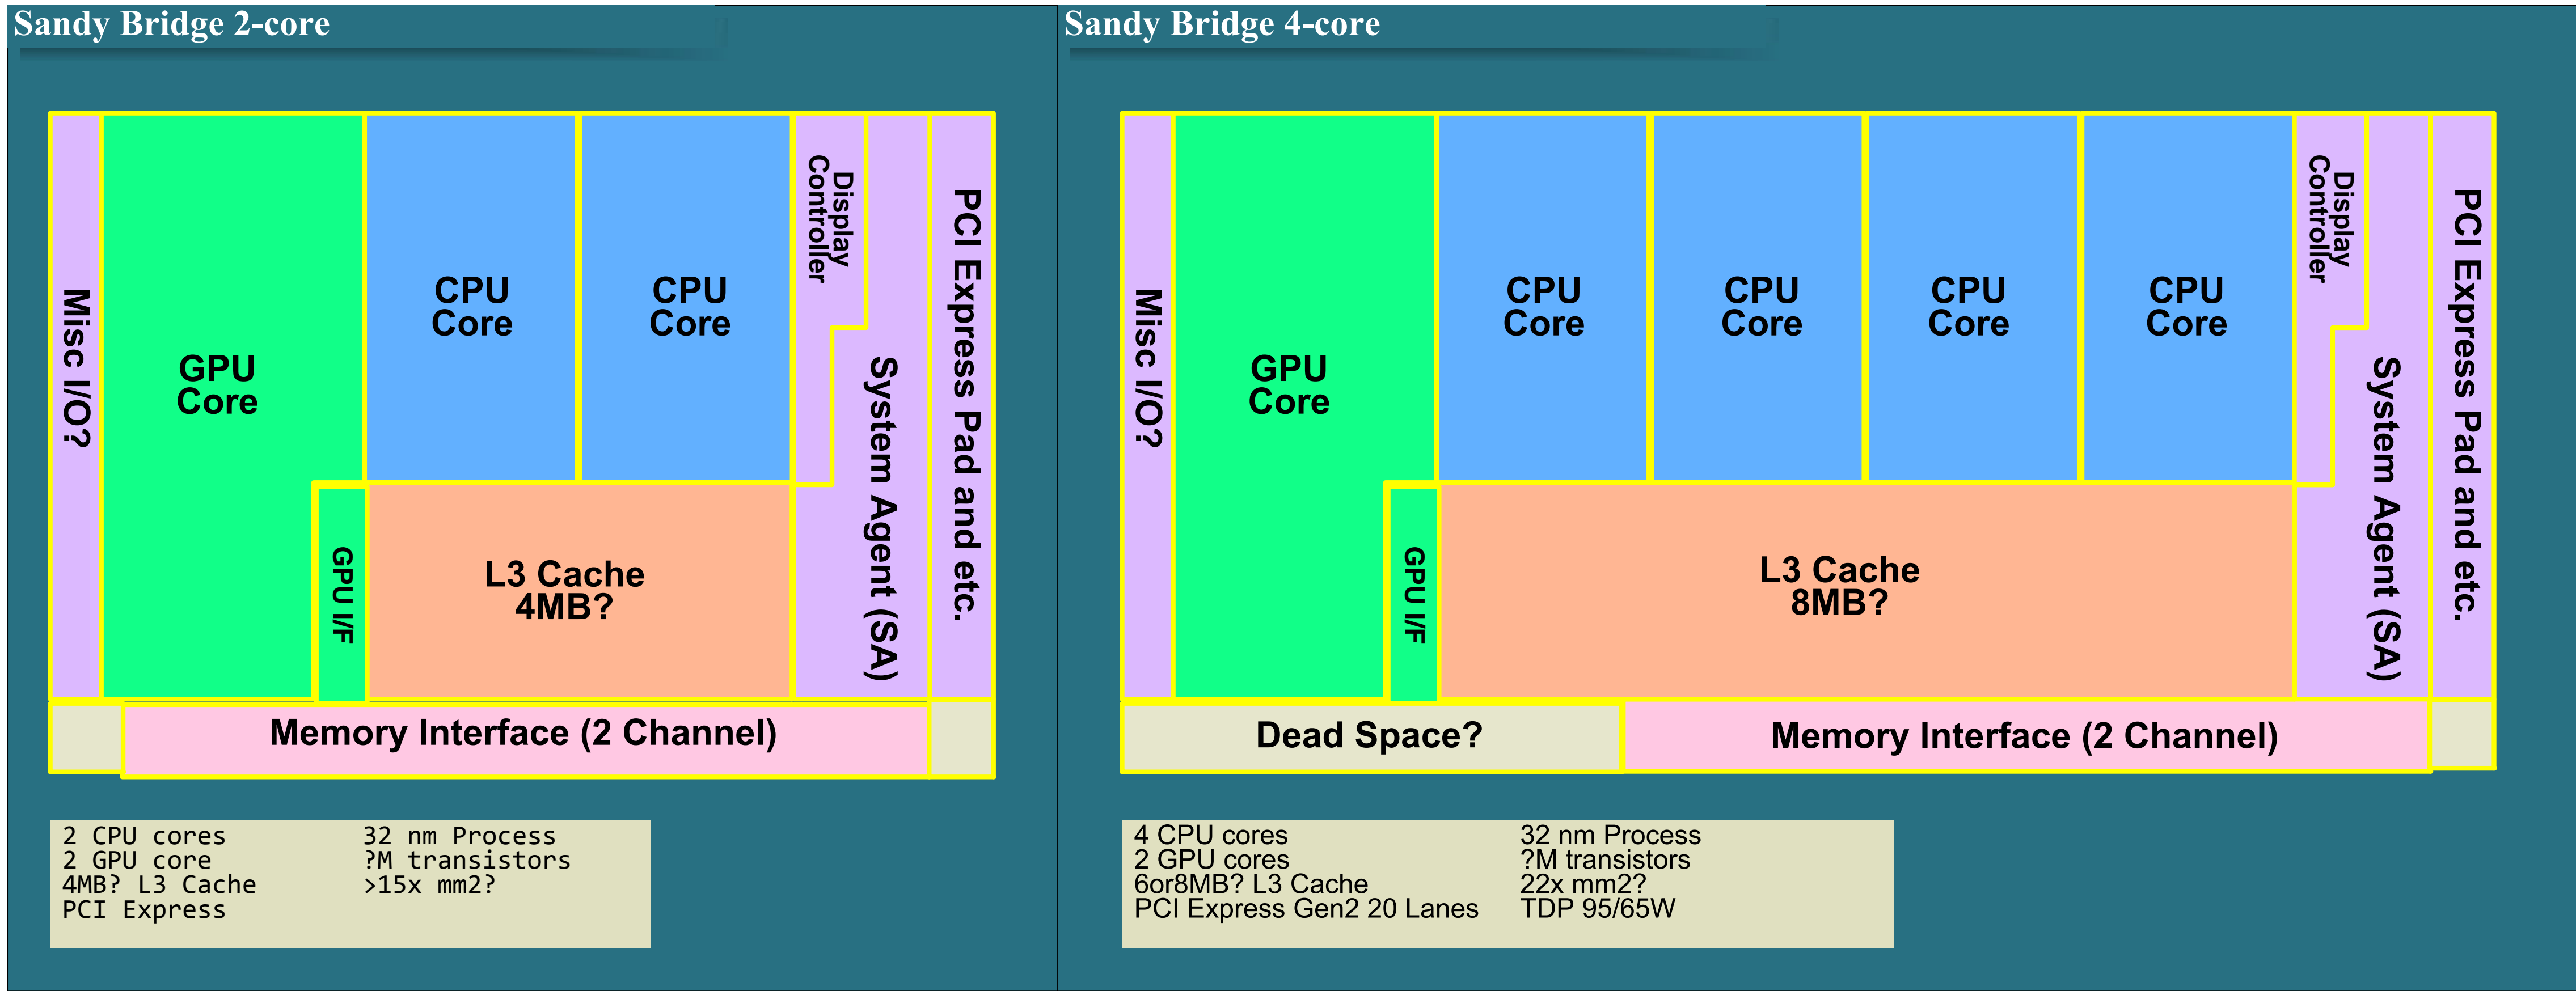 Sandy Bridge 2-core
Misc I/O?
GPU
Core
CPU
Core
CPU
Core
Display
Controller
System Agent (SA)
PCI Express Pad and etc.
GPU I/F
L3 Cache
4MB?
Memory Interface (2 Channel)
2 CPU cores
2 GPU core
4MB? L3 Cache
PCI Express
32 nm Process
?M transistors
>15x mm2?
Sandy Bridge 4-core
Misc I/O?
GPU
Core
CPU
Core
CPU
Core
CPU
Core
CPU
Core
Display
Controller
System Agent (SA)
PCI Express Pad and etc.
GPU I/F
L3 Cache
8MB?
Dead Space?
Memory Interface (2 Channel)
4 CPU cores
2 GPU cores
6or8MB? L3 Cache
PCI Express Gen2 20 Lanes
32 nm Process
?M transistors
22x mm2?
TDP 95/65W